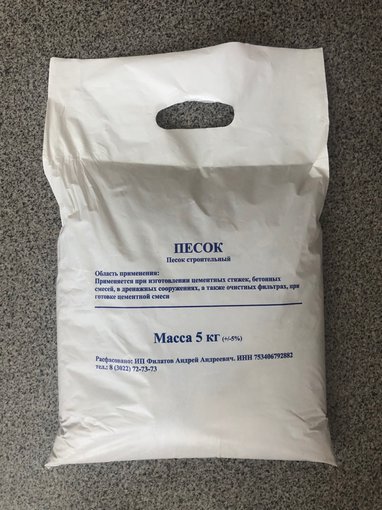 ПЕСОК
Песок строительный
Область применения:
Применяется при изготовлении цементных стяжек, бетонных
смесей, в дренажных сооружениях, а также очистных фильтрах, при
готовке цементной смеси
Масса 5 кг (+/-5%)
Расфасовано: ИП Филатов Андрей Андреевич. ИНН 753406792882
тел.: 8 (3022) 72-73-73